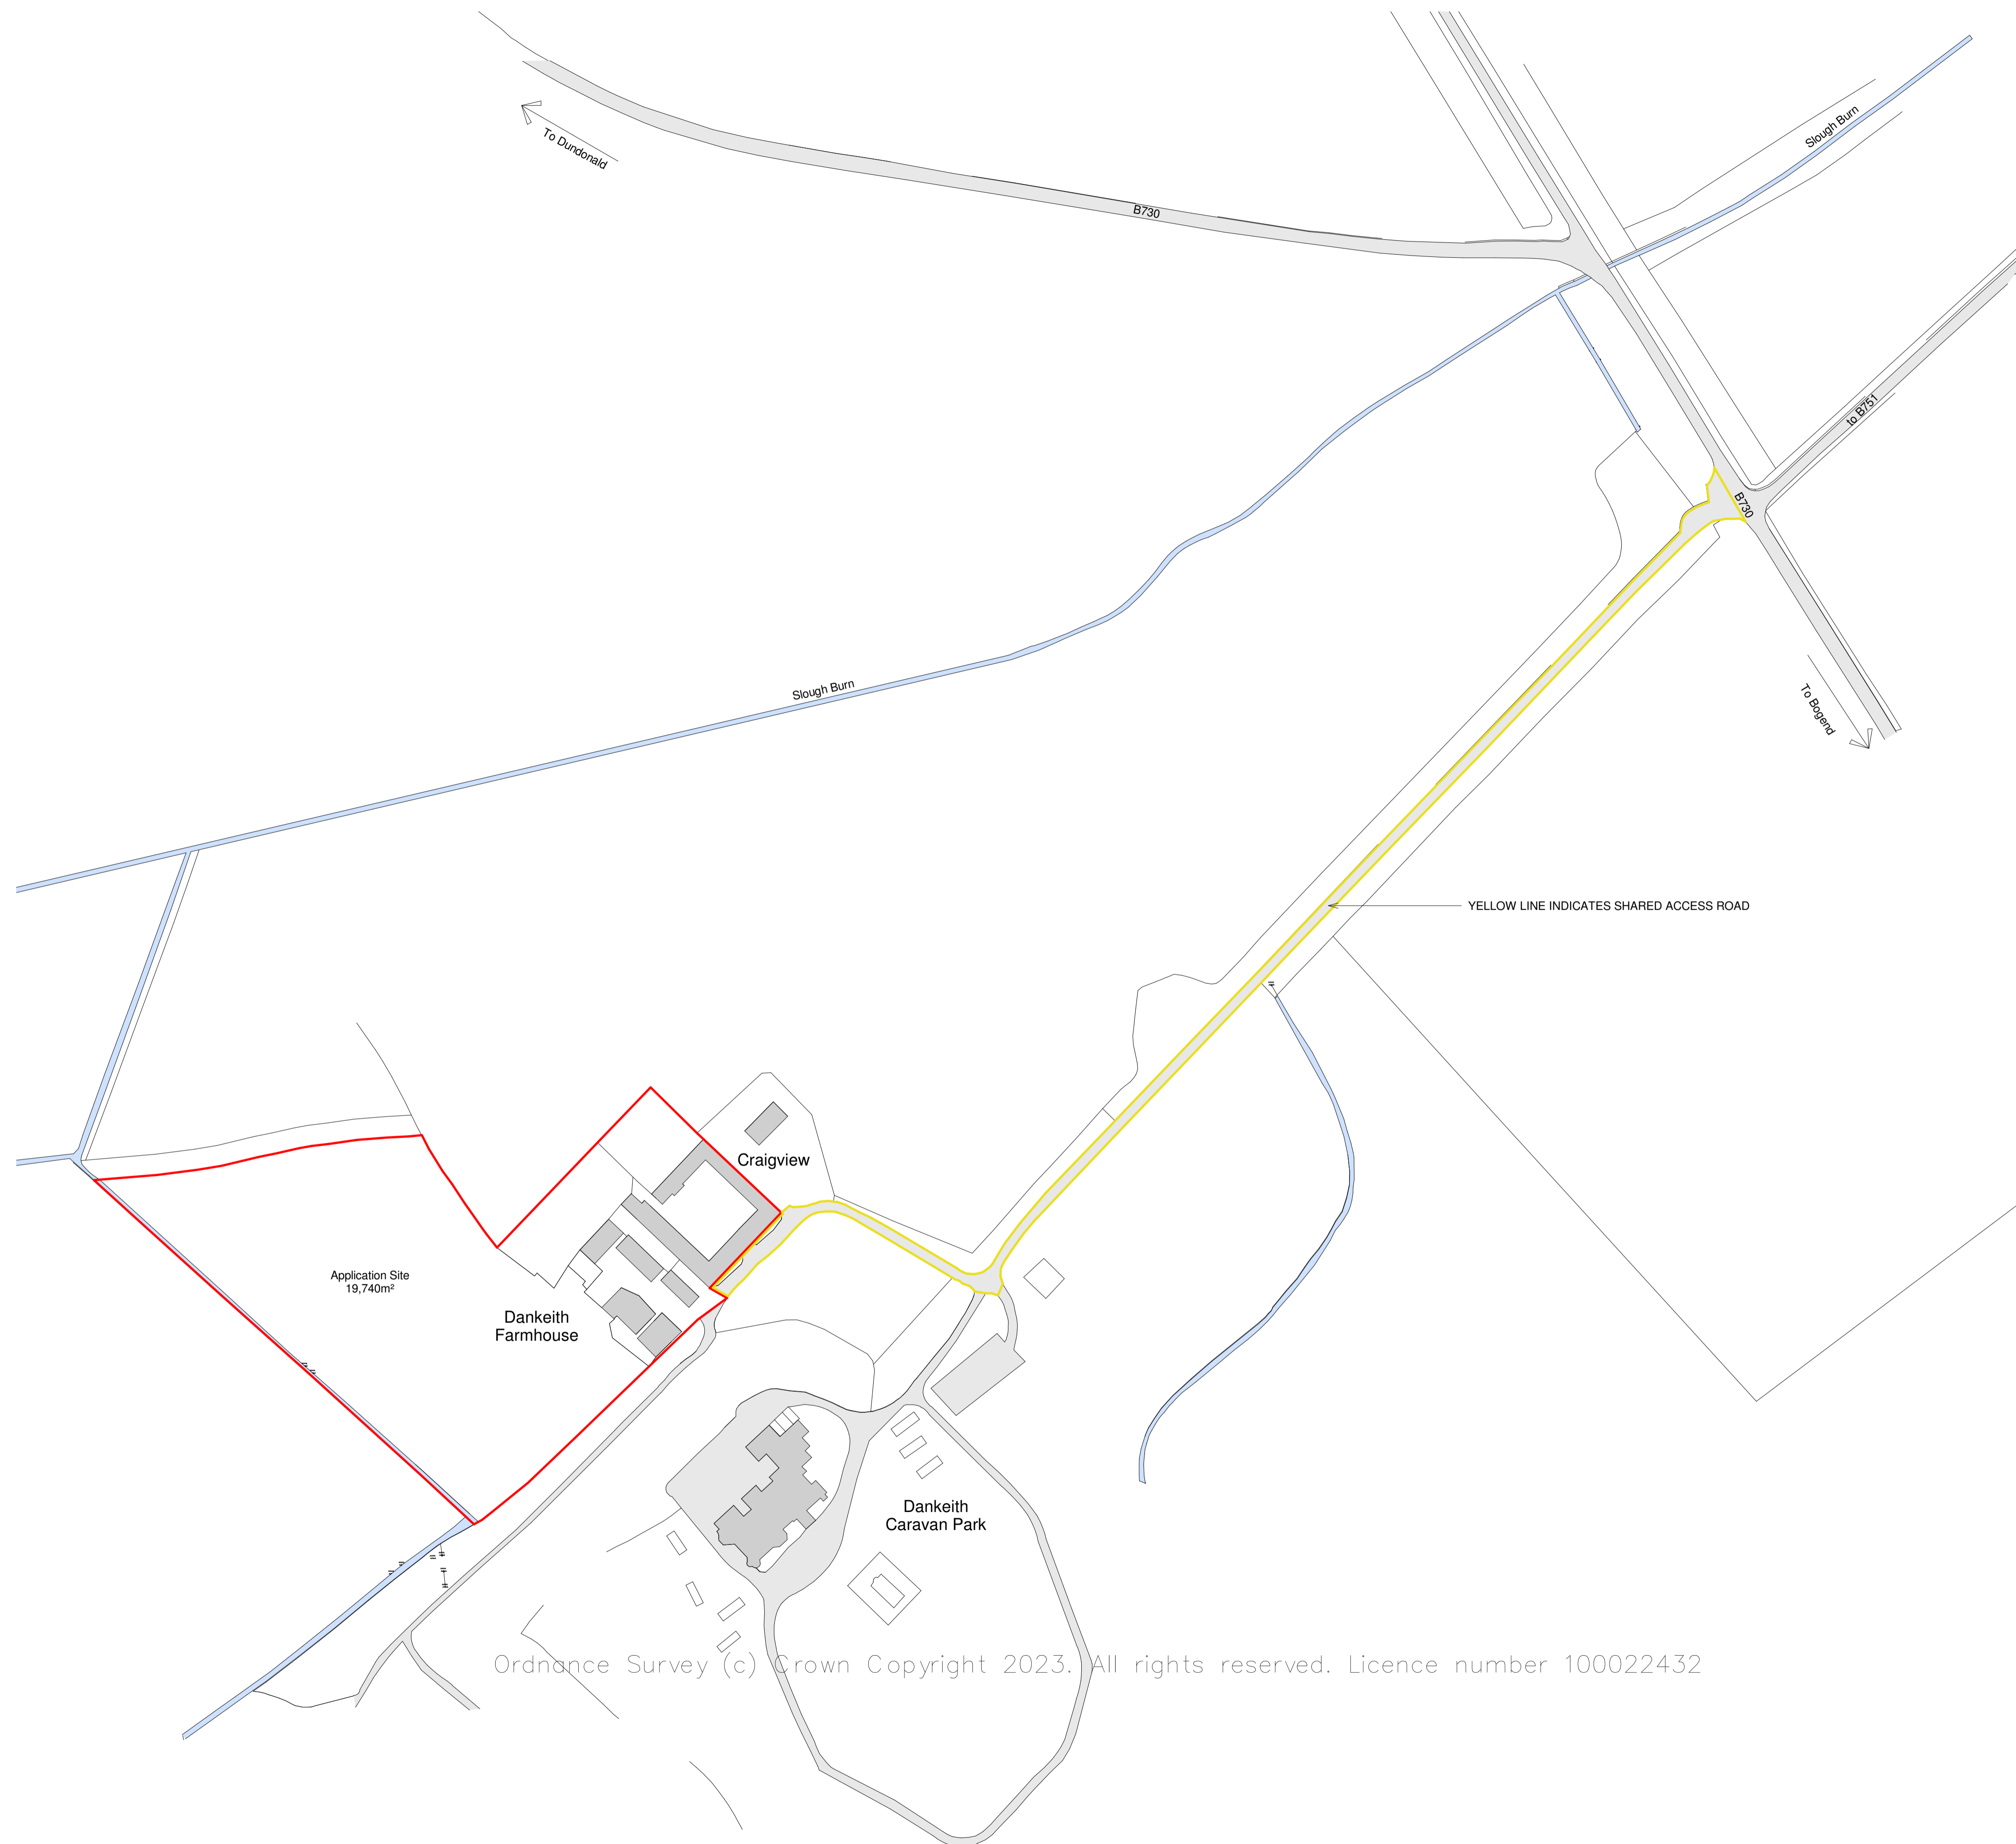 To Dundonald
Slough Burn
B730
to B751
B730
Slough Burn
To Bogend
YELLOW LINE INDICATES SHARED ACCESS ROAD
Craigview
Application Site
19,740m²
Dankeith
Farmhouse
Dankeith
Caravan Park
Ordnance Survey (c) Crown Copyright 2023. All rights reserved. Licence number 100022432